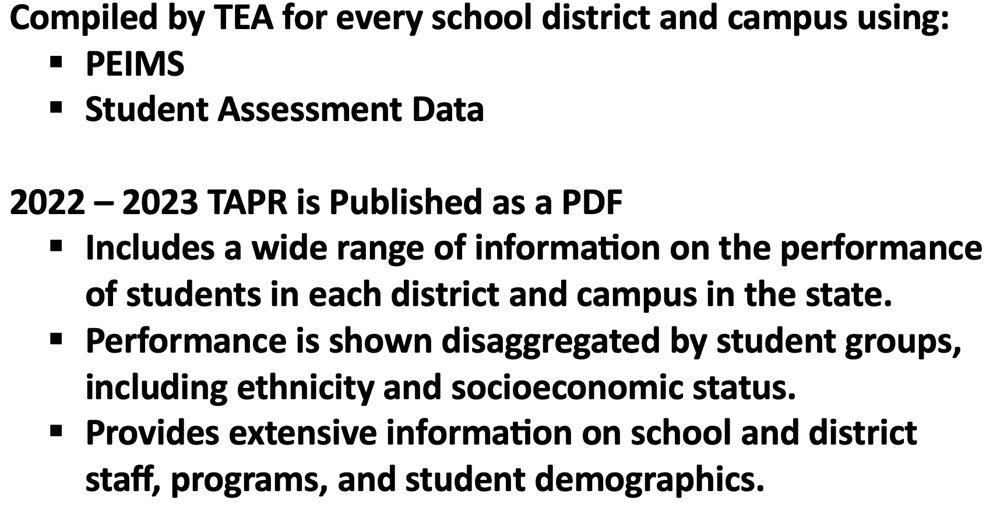 Compiled by TEA for every school district and campus using:
▪ PEIMS
▪ Student Assessment Data
2022 – 2023 TAPR is Published as a PDF
▪ Includes a wide range of information on the performance
of students in each district and campus in the state.
▪ Performance is shown disaggregated by student groups,
including ethnicity and socioeconomic status.
▪ Provides extensive information on school and district
staff, programs, and student demographics.